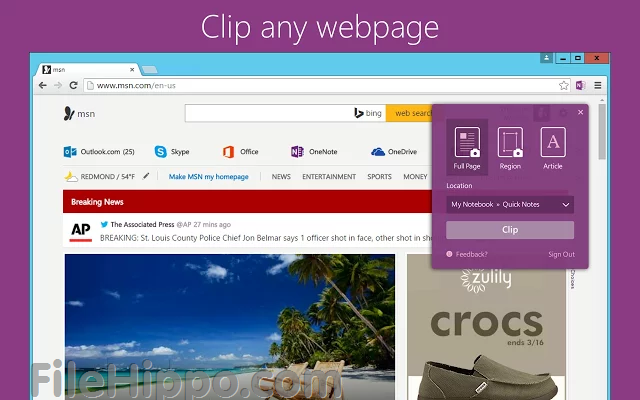 Clip any webpage
msn
www.msn.com/en-us
msn
bing
web search
Outlook.com (25)
Skype
Office
OneNote
OneDrive
REDMOND / 54°F
Make MSN my homepage
NEWS
ENTERTAINMENT
SPORTS
MONEY
Breaking News
AP
The Associated Press @AP 27 mins ago
BREAKING: St. Louis County Police Chief Jon Belmar says 1 officer shot in face, other shot in sh
Full Page
Region
A
Article
Location
My Notebook » Quick Notes
Clip
Feedback?
Sign Out
zulily
crocs
ends 3/16
FileHippo.com